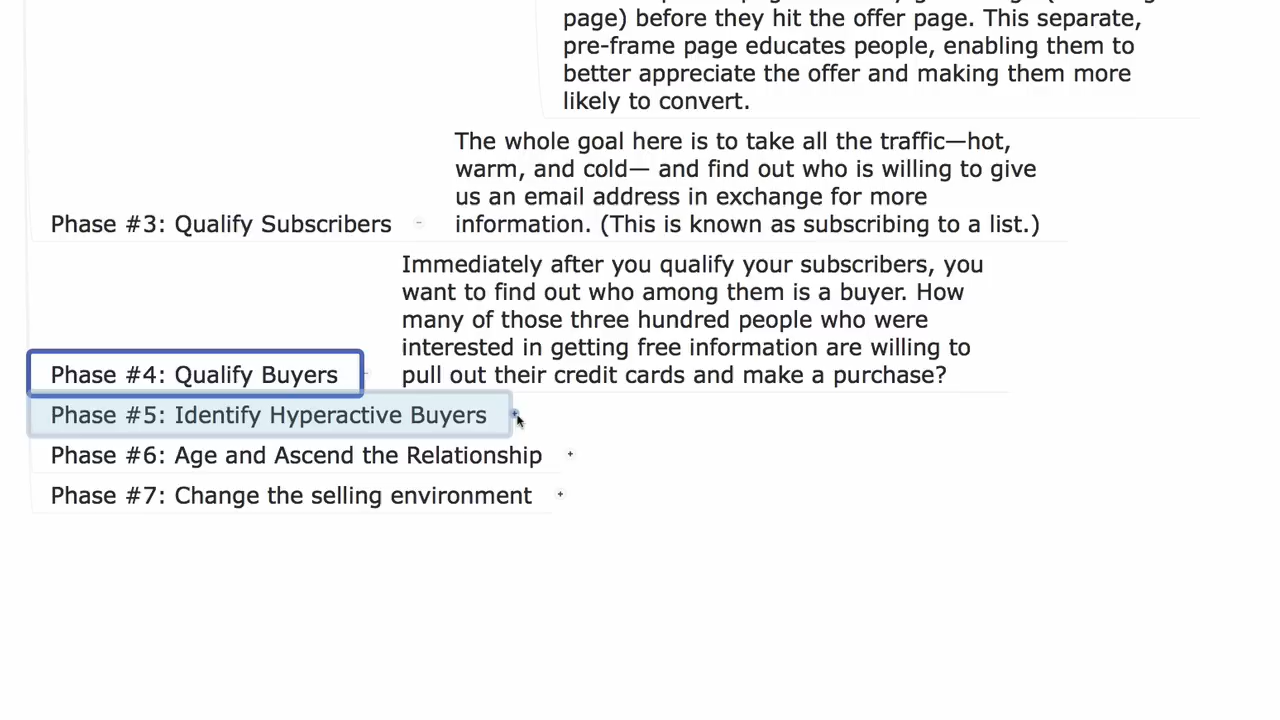 page) before they hit the offer page. This separate,
pre-frame page educates people, enabling them to
better appreciate the offer and making them more
likely to convert.
The whole goal here is to take all the traffic—hot,
warm, and cold— and find out who is willing to give
us an email address in exchange for more
Phase #3: Qualify Subscribers
information. (This is known as subscribing to a list.)
Immediately after you qualify your subscribers, you
want to find out who among them is a buyer. How
many of those three hundred people who were
interested in getting free information are willing to
Phase #4: Qualify Buyers
pull out their credit cards and make a purchase?
Phase #5: Identify Hyperactive Buyers
Phase #6: Age and Ascend the Relationship
Phase #7: Change the selling environment